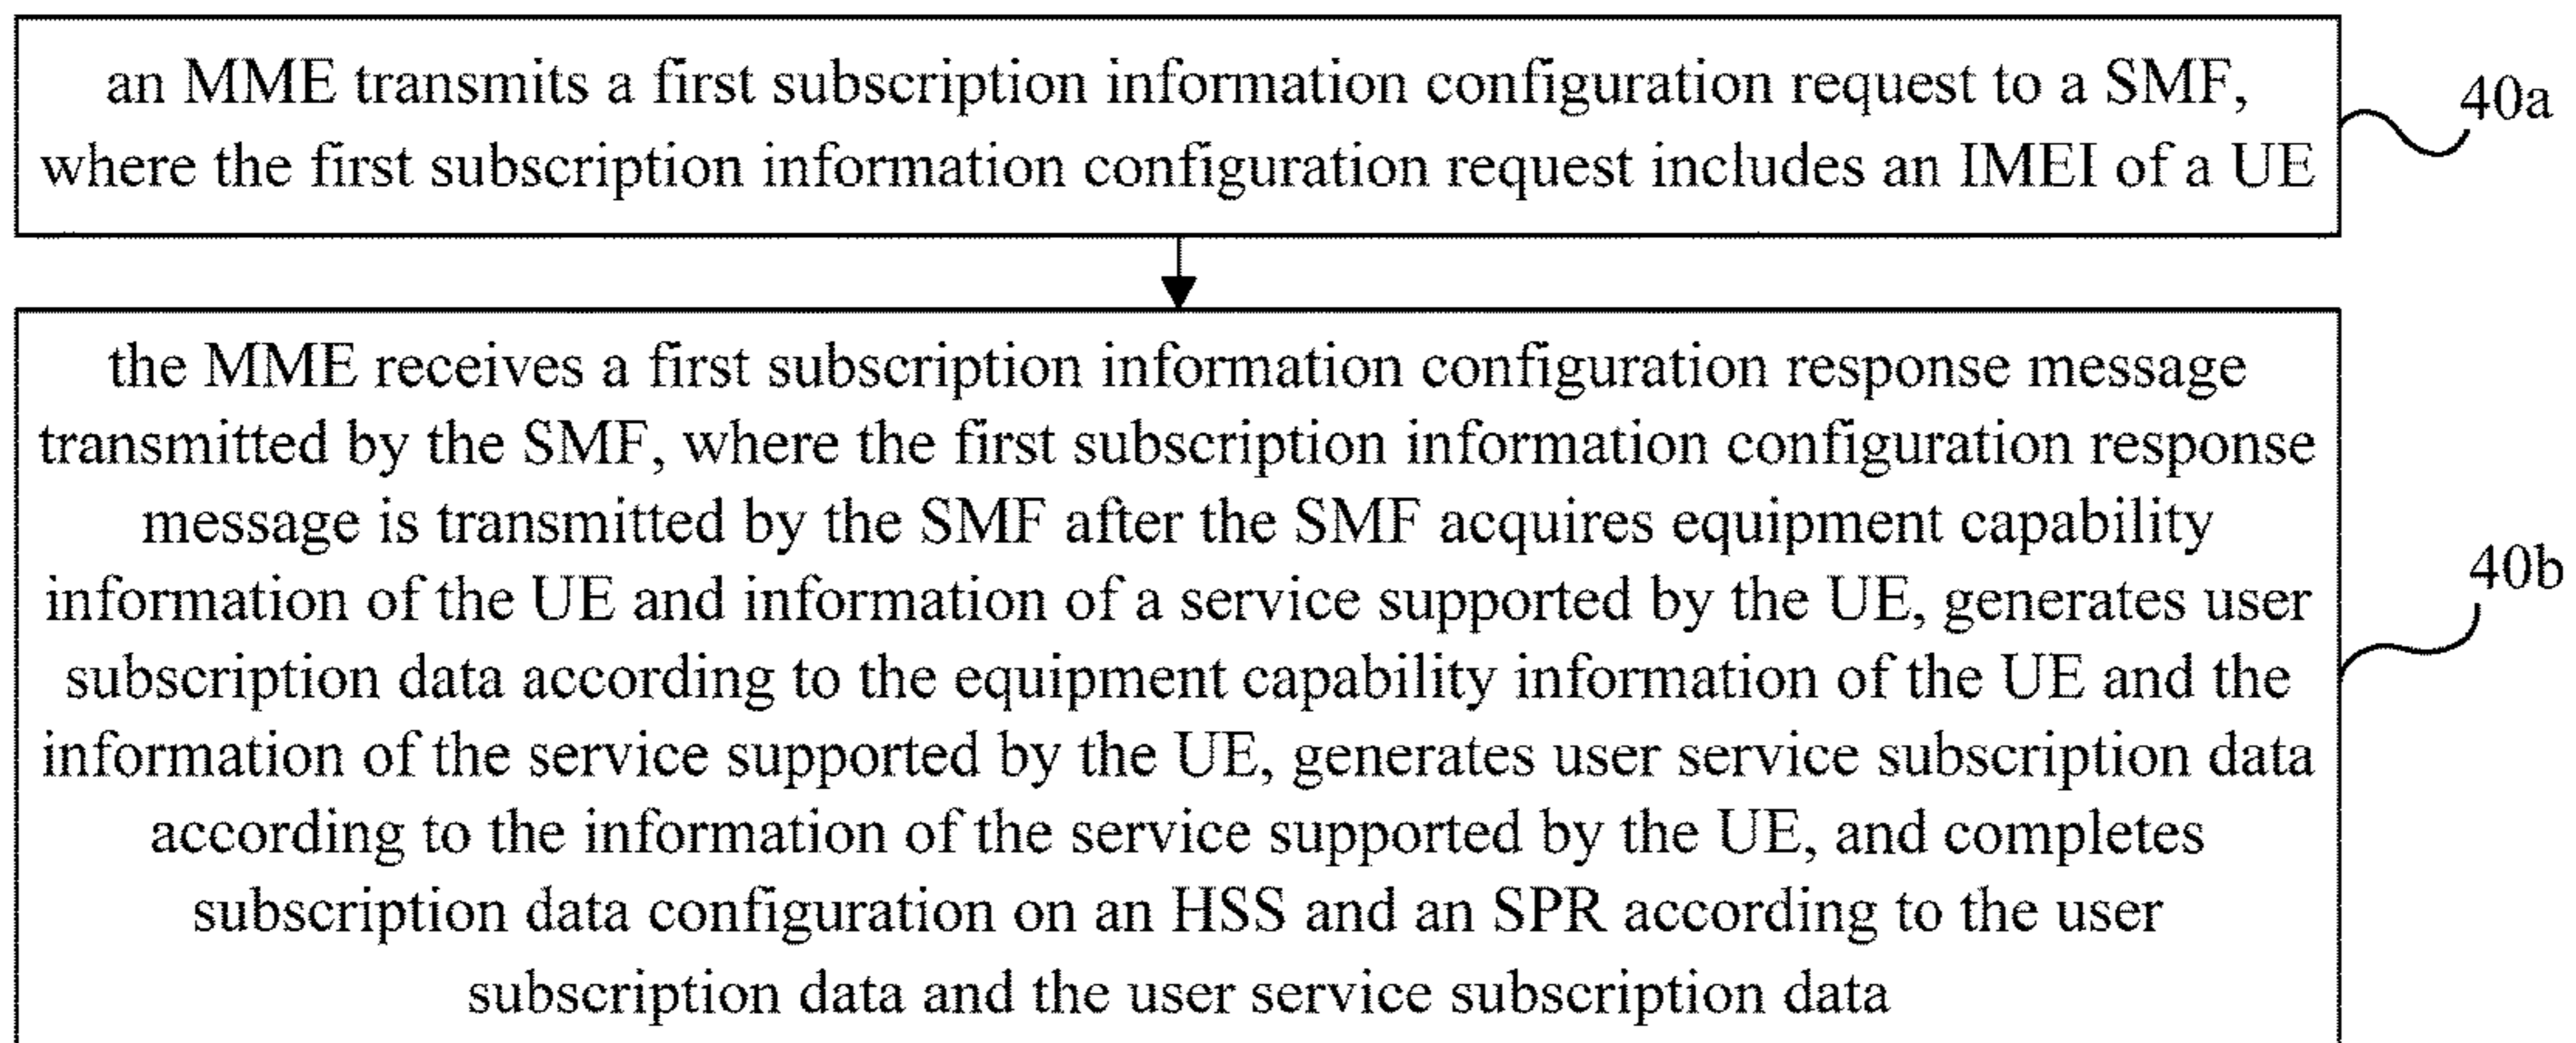 an MME transmits a first subscription information configuration request to a SMF,
where the first subscription information configuration request includes an IMEI of a UE
40a
the MME receives a first subscription information configuration response message
transmitted by the SMF, where the first subscription information configuration response
message is transmitted by the SMF after the SMF acquires equipment capability
information of the UE and information of a service supported by the UE, generates user
subscription data according to the equipment capability information of the UE and the
information of the service supported by the UE, generates user service subscription data
according to the information of the service supported by the UE, and completes
subscription data configuration on an HSS and an SPR according to the user
subscription data and the user service subscription data
40b